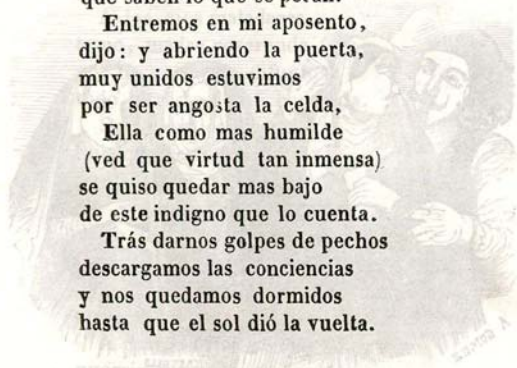 que saben lo que se pecan.
Entremos en mi aposento,
dijo: y abriendo la puerta,
muy unidos estuvimos
por ser angosta la celda,
Ella como mas humilde
(ved que virtud tan inmensa)
se quiso quedar mas bajo
de este indigno que lo cuenta.
Trás darnos golpes de pechos
descargamos las conciencias
y nos quedamos dormidos
hasta que el sol dió la vuelta.